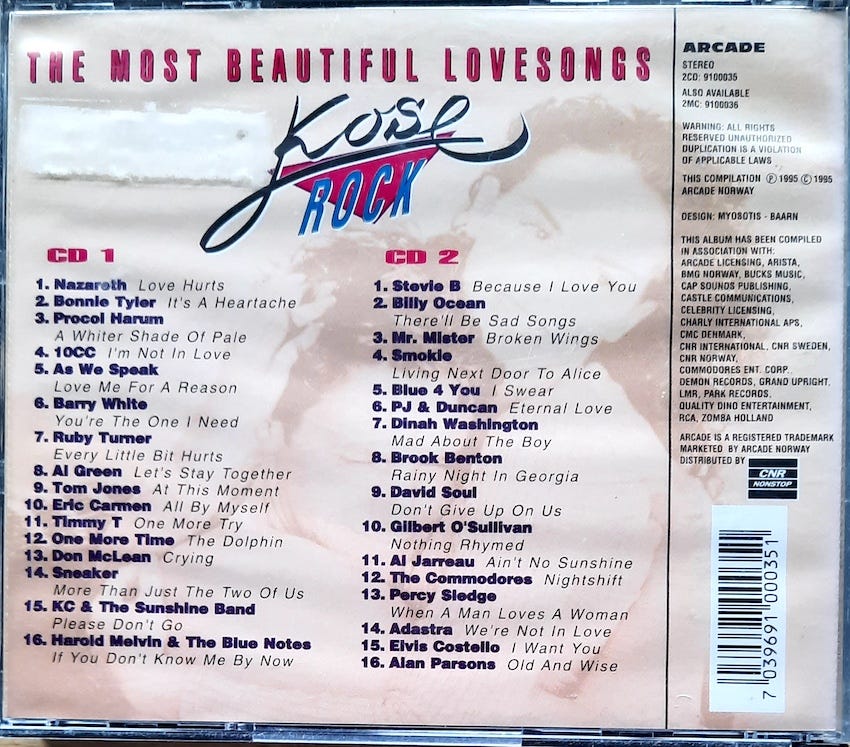 THE MOST BEAUTIFUL LOVESONGS
Kose
ROCK
CD 1
1. Nazareth Love Hurts
2. Bonnie Tyler It's A Heartache
3. Procol Harum
A Whiter Shade Of Pale
4. 10CC I'm Not In Love
5. As We Speak
Love Me For A Reason
6. Barry White
You're The One I Need
7. Ruby Turner
Every Little Bit Hurts
8. Al Green Let's Stay Together
9. Tom Jones At This Moment
10. Eric Carmen All By Myself
11. Timmy T One More Try
12. One More Time The Dolphin
13. Don McLean Crying
14. Sneaker
More Than Just The Two Of Us
15. KC & The Sunshine Band
Please Don't Go
16. Harold Melvin & The Blue Notes
If You Don't Know Me By Now
CD 2
1. Stevie B Because I Love You
2. Billy Ocean
There'll Be Sad Songs
3. Mr. Mister Broken Wings
4. Smokie
Living Next Door To Alice
5. Blue 4 You I Swear
6. PJ & Duncan Eternal Love
7. Dinah Washington
Mad About The Boy
8. Brook Benton
Rainy Night In Georgia
9. David Soul
Don't Give Up On Us
10. Gilbert O'Sullivan
Nothing Rhymed
11. Al Jarreau Ain't No Sunshine
12. The Commodores Nightshift
13. Percy Sledge
When A Man Loves A Woman
14. Adastra We're Not In Love
15. Elvis Costello I Want You
16. Alan Parsons Old And Wise
ARCADE
STEREO
2CD: 9100035
ALSO AVAILABLE
2MC: 9100036
WARNING: ALL RIGHTS
RESERVED UNAUTHORIZED
DUPLICATION IS A VIOLATION
OF APPLICABLE LAWS
THIS COMPILATION Ⓟ 1995 © 1995
ARCADE NORWAY
DESIGN: MYOSOTIS - BAARN
THIS ALBUM HAS BEEN COMPILED
IN ASSOCIATION WITH:
ARCADE LICENSING, ARISTA,
BMG NORWAY, BUCKS MUSIC,
CAP SOUNDS PUBLISHING,
CASTLE COMMUNICATIONS,
CELEBRITY LICENSING,
CHARLY INTERNATIONAL APS,
CMC DENMARK,
CNR INTERNATIONAL, CNR SWEDEN,
CNR NORWAY,
COMMODORES ENT. CORP.
DEMON RECORDS, GRAND UPRIGHT,
LMR, PARK RECORDS,
QUALITY DINO ENTERTAINMENT,
RCA, ZOMBA HOLLAND
ARCADE IS A REGISTERED TRADEMARK
MARKETED BY ARCADE NORWAY
DISTRIBUTED BY
CNR
NONSTOP
7 039691 000351